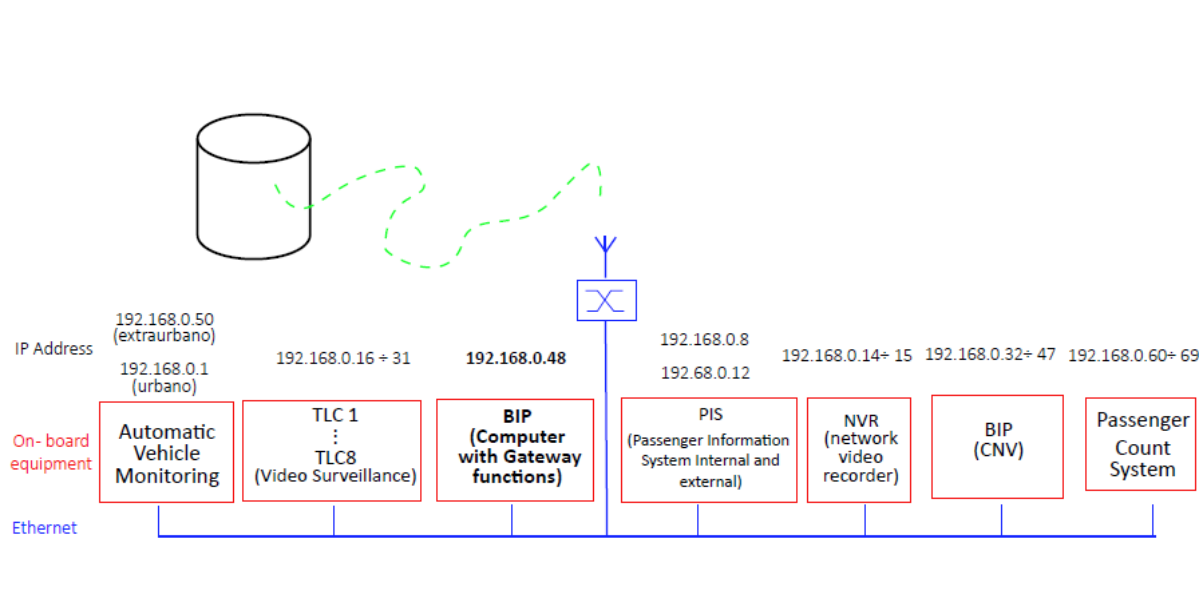 IP Address
192.168.0.50
(extraurbano)
192.168.0.1
(urbano)
192.168.0.16 ÷ 31
192.168.0.48
192.168.0.8
192.68.0.12
192.168.0.14÷ 15
192.168.0.32÷ 47
192.168.0.60÷ 69
On- board
equipment
Automatic
Vehicle
Monitoring
TLC 1
⋮
TLC8
(Video Surveillance)
BIP
(Computer
with Gateway
functions)
PIS
(Passenger Information
System Internal and
external)
NVR
(network
video
recorder)
BIP
(CNV)
Passenger
Count
System
Ethernet